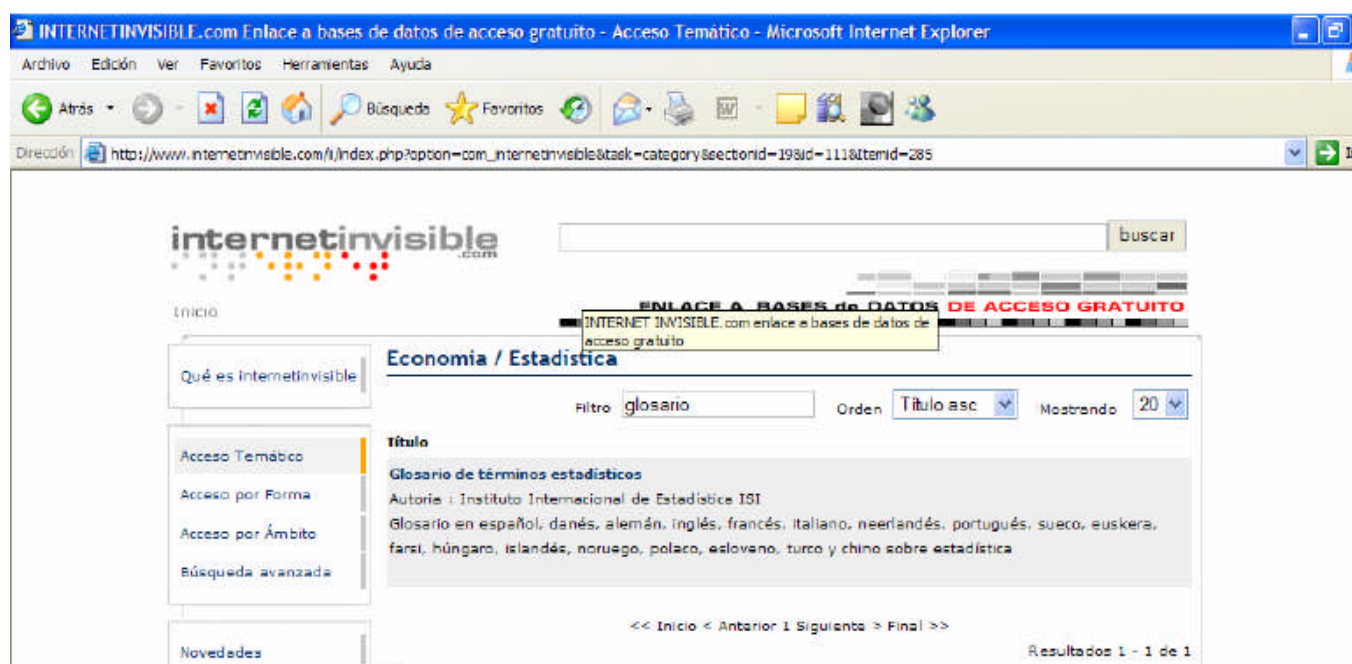 INTERNETINVISIBLE.com Enlace a bases de datos de acceso gratuito - Acceso Temático - Microsoft Internet Explorer
Archivo Edición Ver Favoritos Herramientas Ayuda
Atrás Búsqueda Favoritos
Dirección http://www.internetinvisible.com/i/index.php?option=com_internetinvisible&task=category&sectionid=19&id=111&Itemid=285
internetinvisible
.com
buscar
ENLACE A BASES de DATOS DE ACCESO GRATUITO
Inicio
INTERNET INVISIBLE.com enlace a bases de datos de
acceso gratuito
Qué es internetinvisible
Economia / Estadística
Filtro glosario Orden Título asc Mostrando 20
Título
Acceso Temático
Acceso por Forma
Acceso por Ámbito
Búsqueda avanzada
Glosario de términos estadísticos
Autoria : Instituto Internacional de Estadística ISI
Glosario en español, danés, alemán, inglés, francés, italiano, neerlandés, portugués, sueco, euskera,
farsi, húngaro, islandés, noruego, polaco, esloveno, turco y chino sobre estadística
<< Inicio < Anterior 1 Siguiente > Final >>
Resultados 1 - 1 de 1
Novedades